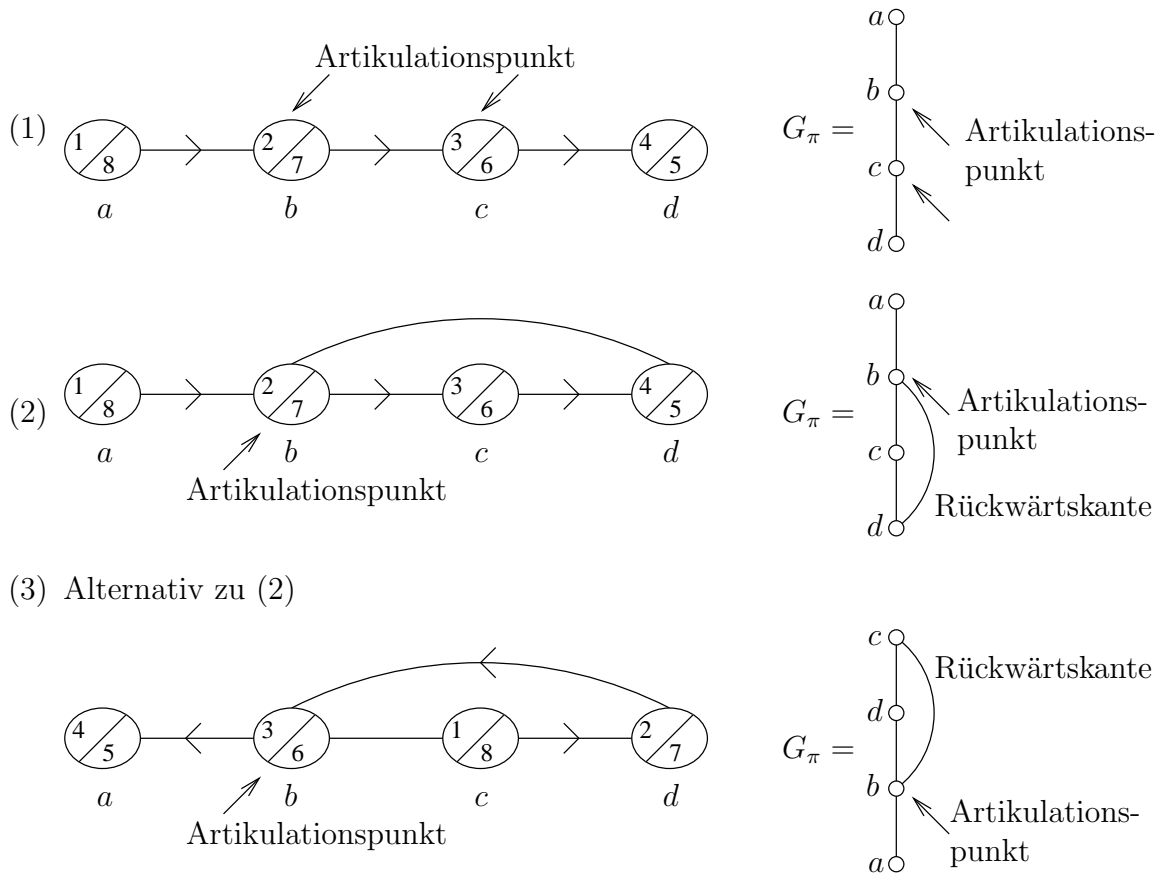 Artikulationspunkt
(1)
1 8
2 7
3 6
4 5
a b c d
G_π =
a
b
c
d
Artikulations-
punkt
(2)
1 8
2 7
3 6
4 5
a b c d
Artikulationspunkt
G_π =
a
b
c
d
Artikulations-
punkt
Rückwärtskante
(3) Alternativ zu (2)
4 5
3 6
1 8
2 7
a b c d
Artikulationspunkt
G_π =
c
d
b
a
Rückwärtskante
Artikulations-
punkt